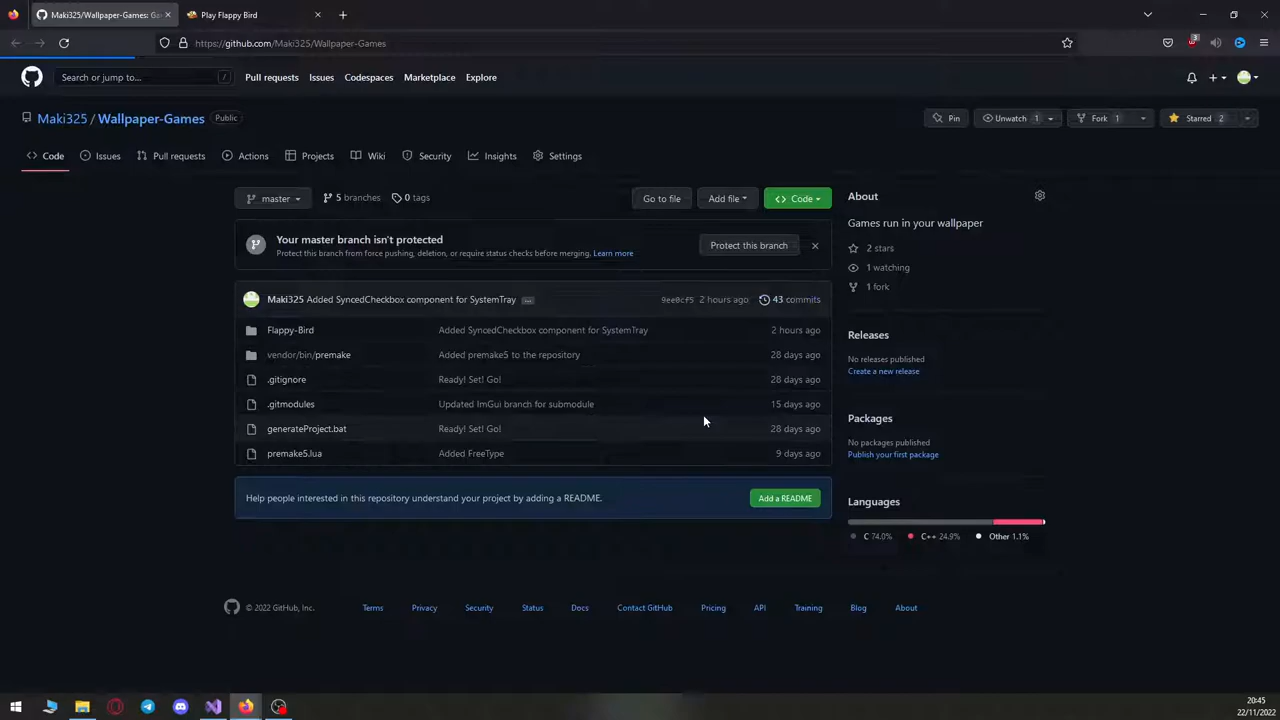 Maki325/Wallpaper-Games: Ga
Play Flappy Bird
https://github.com/Maki325/Wallpaper-Games
3
Search or jump to... /
Pull requests Issues Codespaces Marketplace Explore
Maki325 / Wallpaper-Games Public
Pin Unwatch 1 Fork 1 Starred 2
Code Issues Pull requests Actions Projects Wiki Security Insights Settings
master 5 branches 0 tags Go to file Add file Code
Your master branch isn't protected
Protect this branch from force pushing, deletion, or require status checks before merging. Learn more
Protect this branch
Maki325 Added SyncedCheckbox component for SystemTray ... 9ee0cf5 2 hours ago 43 commits
Flappy-Bird Added SyncedCheckbox component for SystemTray 2 hours ago
vendor/bin/premake Added premake5 to the repository 28 days ago
.gitignore Ready! Set! Go! 28 days ago
.gitmodules Updated ImGui branch for submodule 15 days ago
generateProject.bat Ready! Set! Go! 28 days ago
premake5.lua Added FreeType 9 days ago
Help people interested in this repository understand your project by adding a README. Add a README
About
Games run in your wallpaper
2 stars
1 watching
1 fork
Releases
No releases published
Create a new release
Packages
No packages published
Publish your first package
Languages
C 74.0% C++ 24.9% Other 1.1%
© 2022 GitHub, Inc. Terms Privacy Security Status Docs Contact GitHub Pricing API Training Blog About
20:45
22/11/2022